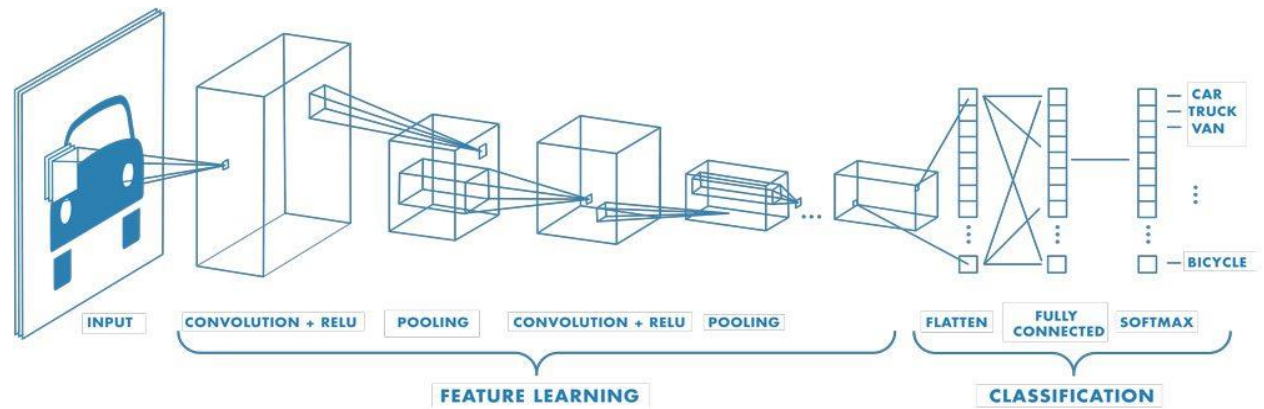 CAR
TRUCK
VAN
BICYCLE
INPUT
CONVOLUTION + RELU
POOLING
CONVOLUTION + RELU
POOLING
FLATTEN
FULLY
CONNECTED
SOFTMAX
FEATURE LEARNING
CLASSIFICATION